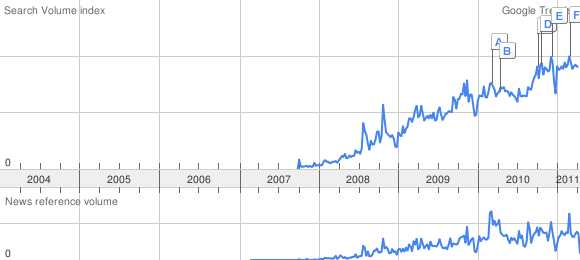 Search Volume index Google Tre
A B D E F
0
2004 2005 2006 2007 2008 2009 2010 2011
News reference volume
0